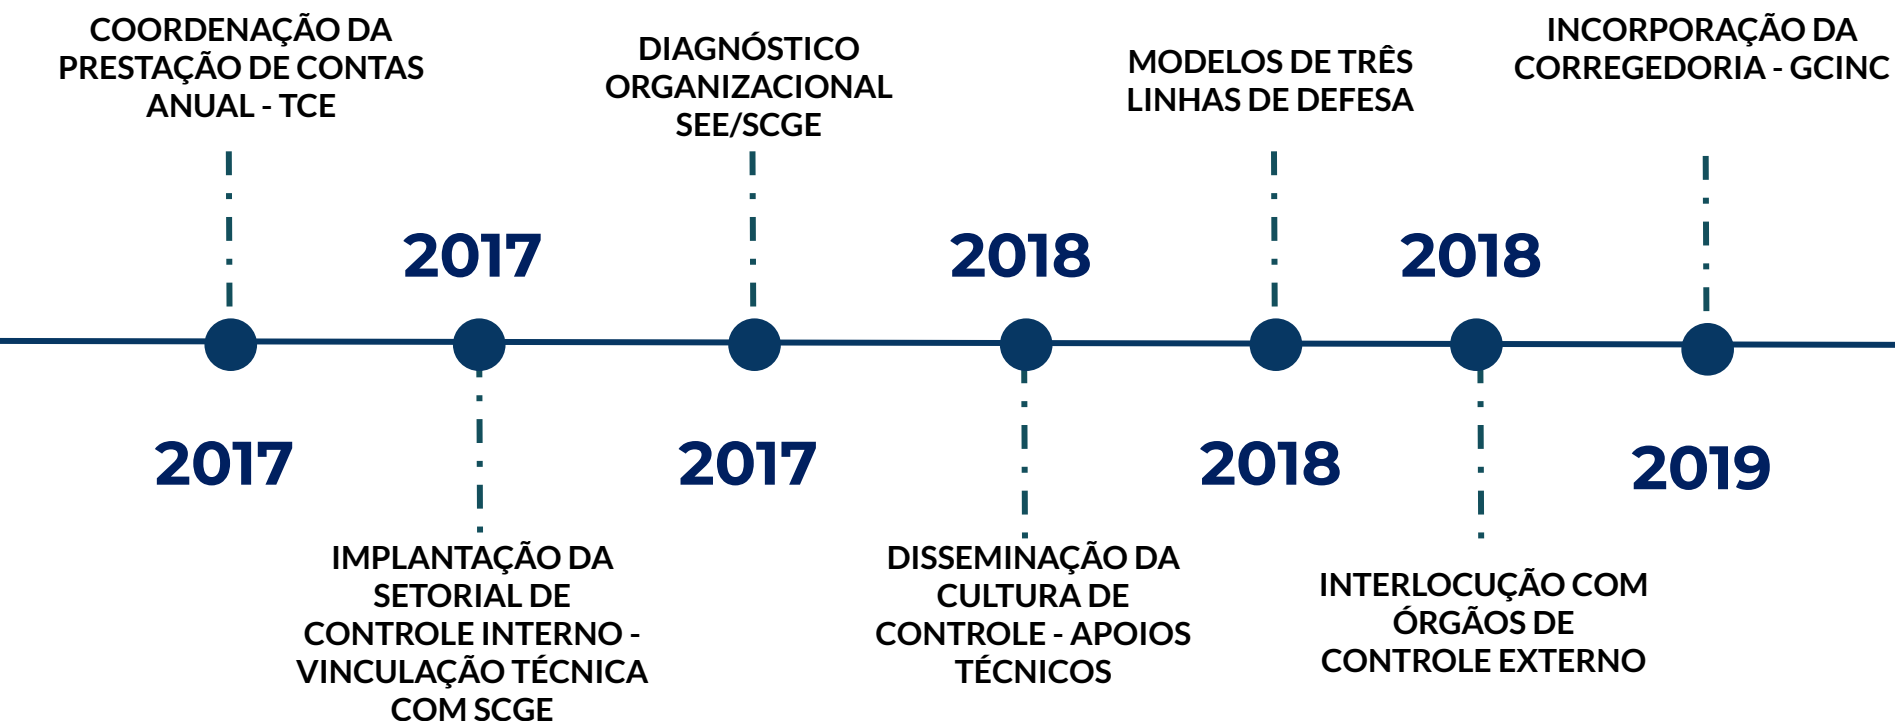 COORDENAÇÃO DA
PRESTAÇÃO DE CONTAS
ANUAL - TCE
2017
2017
IMPLANTAÇÃO DA
SETORIAL DE
CONTROLE INTERNO -
VINCULAÇÃO TÉCNICA
COM SCGE
DIAGNÓSTICO
ORGANIZACIONAL
SEE/SCGE
2017
2018
DISSEMINAÇÃO DA
CULTURA DE
CONTROLE - APOIOS
TÉCNICOS
MODELOS DE TRÊS
LINHAS DE DEFESA
2018
2018
INTERLOCUÇÃO COM
ÓRGÃOS DE
CONTROLE EXTERNO
INCORPORAÇÃO DA
CORREGEDORIA - GCINC
2019